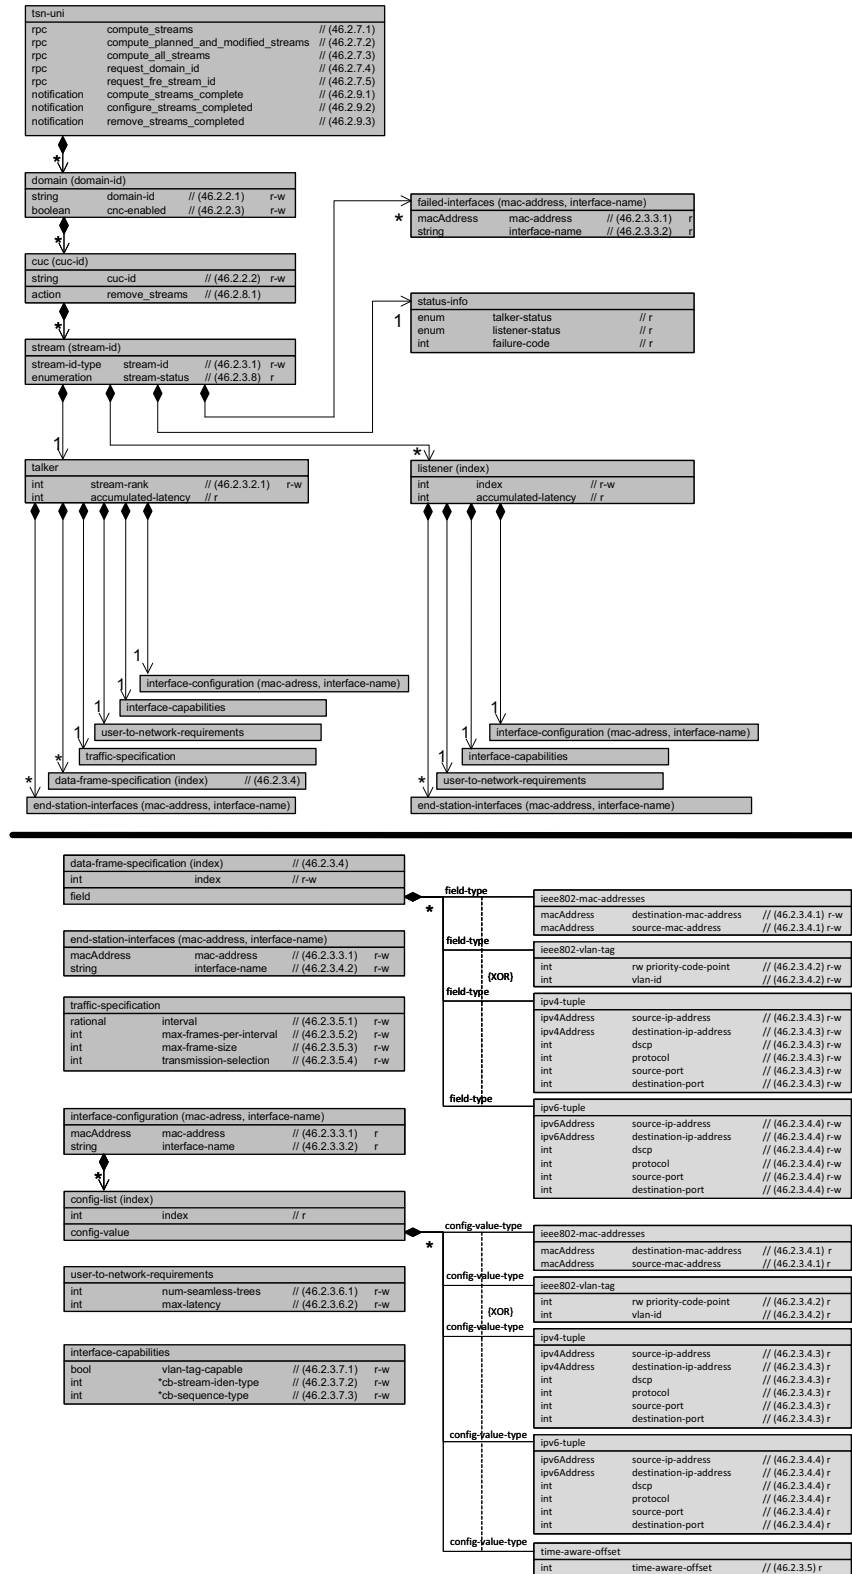 tsn-uni
rpc compute_streams // (46.2.7.1)
rpc compute_planned_and_modified_streams // (46.2.7.2)
rpc compute_all_streams // (46.2.7.3)
rpc request_domain_id // (46.2.7.4)
rpc request_fre_stream_id // (46.2.7.5)
notification compute_streams_complete // (46.2.9.1)
notification configure_streams_completed // (46.2.9.2)
notification remove_streams_completed // (46.2.9.3)
*
domain (domain-id)
string domain-id // (46.2.2.1) r-w
boolean cnc-enabled // (46.2.2.3) r-w
*
failed-interfaces (mac-address, interface-name)
* macAddress mac-address // (46.2.3.3.1) r
string interface-name // (46.2.3.3.2) r
cuc (cuc-id)
string cuc-id // (46.2.2.2) r-w
action remove_streams // (46.2.8.1)
*
status-info
1 enum talker-status // r
enum listener-status // r
int failure-code // r
stream (stream-id)
stream-id-type stream-id // (46.2.3.1) r-w
enumeration stream-status // (46.2.3.8) r
1
*
talker
int stream-rank // (46.2.3.2.1) r-w
int accumulated-latency // r
listener (index)
int index // r-w
int accumulated-latency // r
1
interface-configuration (mac-adress, interface-name)
1
interface-capabilities
1
user-to-network-requirements
1
traffic-specification
*
data-frame-specification (index) // (46.2.3.4)
*
end-station-interfaces (mac-address, interface-name)
1
interface-configuration (mac-adress, interface-name)
1
interface-capabilities
1
user-to-network-requirements
*
end-station-interfaces (mac-address, interface-name)
data-frame-specification (index) // (46.2.3.4)
int index // r-w
field
*
field-type
ieee802-mac-addresses
macAddress destination-mac-address // (46.2.3.4.1) r-w
macAddress source-mac-address // (46.2.3.4.1) r-w
field-type
ieee802-vlan-tag
int rw priority-code-point // (46.2.3.4.2) r-w
int vlan-id // (46.2.3.4.2) r-w
{XOR}
field-type
ipv4-tuple
ipv4Address source-ip-address // (46.2.3.4.3) r-w
ipv4Address destination-ip-address // (46.2.3.4.3) r-w
int dscp // (46.2.3.4.3) r-w
int protocol // (46.2.3.4.3) r-w
int source-port // (46.2.3.4.3) r-w
int destination-port // (46.2.3.4.3) r-w
field-type
ipv6-tuple
ipv6Address source-ip-address // (46.2.3.4.4) r-w
ipv6Address destination-ip-address // (46.2.3.4.4) r-w
int dscp // (46.2.3.4.4) r-w
int protocol // (46.2.3.4.4) r-w
int source-port // (46.2.3.4.4) r-w
int destination-port // (46.2.3.4.4) r-w
end-station-interfaces (mac-address, interface-name)
macAddress mac-address // (46.2.3.3.1) r-w
string interface-name // (46.2.3.4.2) r-w
traffic-specification
rational interval // (46.2.3.5.1) r-w
int max-frames-per-interval // (46.2.3.5.2) r-w
int max-frame-size // (46.2.3.5.3) r-w
int transmission-selection // (46.2.3.5.4) r-w
interface-configuration (mac-adress, interface-name)
macAddress mac-address // (46.2.3.3.1) r
string interface-name // (46.2.3.3.2) r
*
config-list (index)
int index // r
config-value
*
user-to-network-requirements
int num-seamless-trees // (46.2.3.6.1) r-w
int max-latency // (46.2.3.6.2) r-w
interface-capabilities
bool vlan-tag-capable // (46.2.3.7.1) r-w
int *cb-stream-iden-type // (46.2.3.7.2) r-w
int *cb-sequence-type // (46.2.3.7.3) r-w
config-value-type
ieee802-mac-addresses
macAddress destination-mac-address // (46.2.3.4.1) r
macAddress source-mac-address // (46.2.3.4.1) r
config-value-type
ieee802-vlan-tag
int rw priority-code-point // (46.2.3.4.2) r
int vlan-id // (46.2.3.4.2) r
{XOR}
config-value-type
ipv4-tuple
ipv4Address source-ip-address // (46.2.3.4.3) r
ipv4Address destination-ip-address // (46.2.3.4.3) r
int dscp // (46.2.3.4.3) r
int protocol // (46.2.3.4.3) r
int source-port // (46.2.3.4.3) r
int destination-port // (46.2.3.4.3) r
config-value-type
ipv6-tuple
ipv6Address source-ip-address // (46.2.3.4.4) r
ipv6Address destination-ip-address // (46.2.3.4.4) r
int dscp // (46.2.3.4.4) r
int protocol // (46.2.3.4.4) r
int source-port // (46.2.3.4.4) r
int destination-port // (46.2.3.4.4) r
config-value-type
time-aware-offset
int time-aware-offset // (46.2.3.5) r